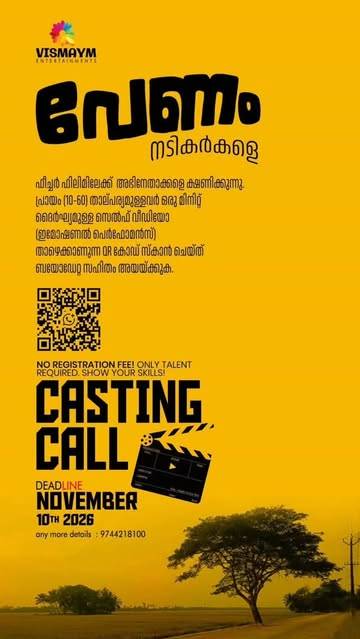 VISMAYM
ENTERTAINMENTS
വേണം
നടികർകളെ
ഫീച്ചർ ഫിലിമിലേക്ക് അഭിനേതാക്കളെ ക്ഷണിക്കുന്നു.
പ്രായം (10-60) താല്പര്യമുള്ളവർ ഒരു മിനിറ്റ്
ദൈർഘ്യമുള്ള സെൽഫ് വീഡിയോ
(ഇമോഷണൽ പെർഫോമൻസ്)
താഴെക്കാണുന്ന QR കോഡ് സ്കാൻ ചെയ്ത്
ബയോഡേറ്റ സഹിതം അയയ്ക്കുക.
NO REGISTRATION FEE! ONLY TALENT
REQUIRED. SHOW YOUR SKILLS!
CASTING
CALL
DEADLINE
NOVEMBER
10TH 2026
any more details : 9744218100